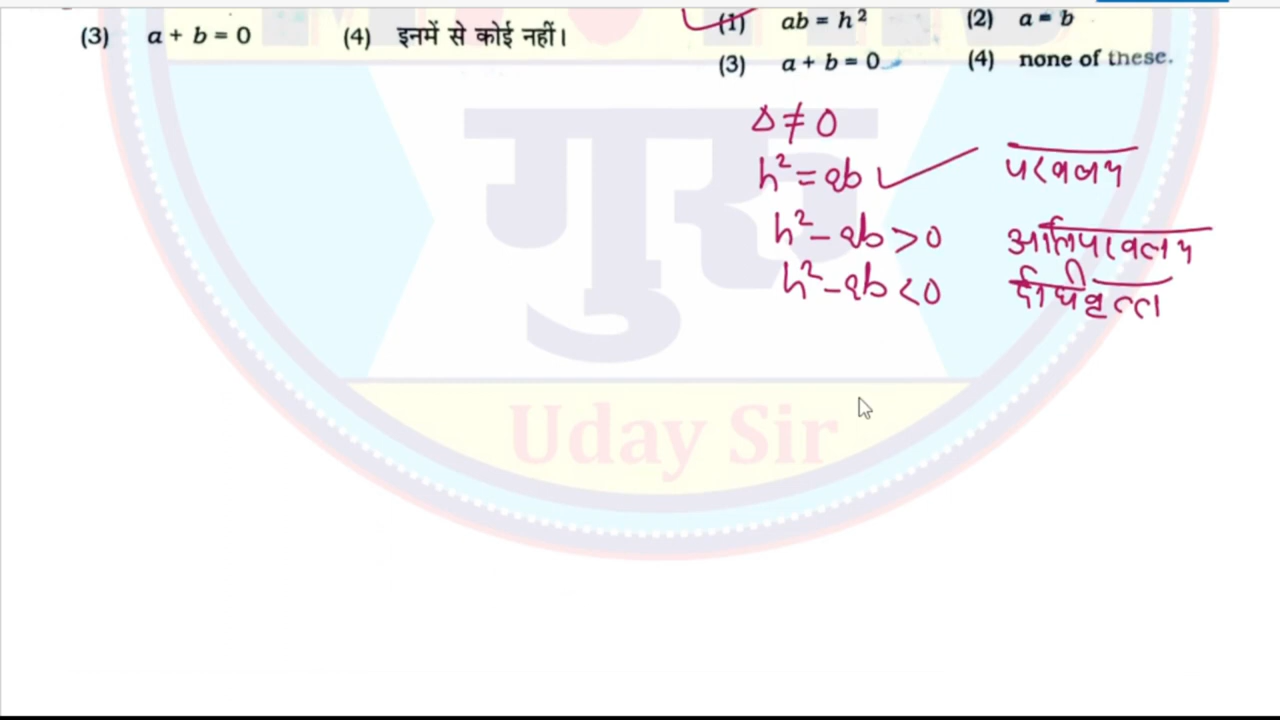 (3) a + b = 0 (4) इनमें से कोई नहीं।
(1) ab = h² (2) a = b
(3) a + b = 0 (4) none of these.
Δ ≠ 0
h² = ab परवलय
h² - ab > 0 अतिपरवलय
h² - ab < 0 दीर्घवृत्त
गुरु
Uday Sir